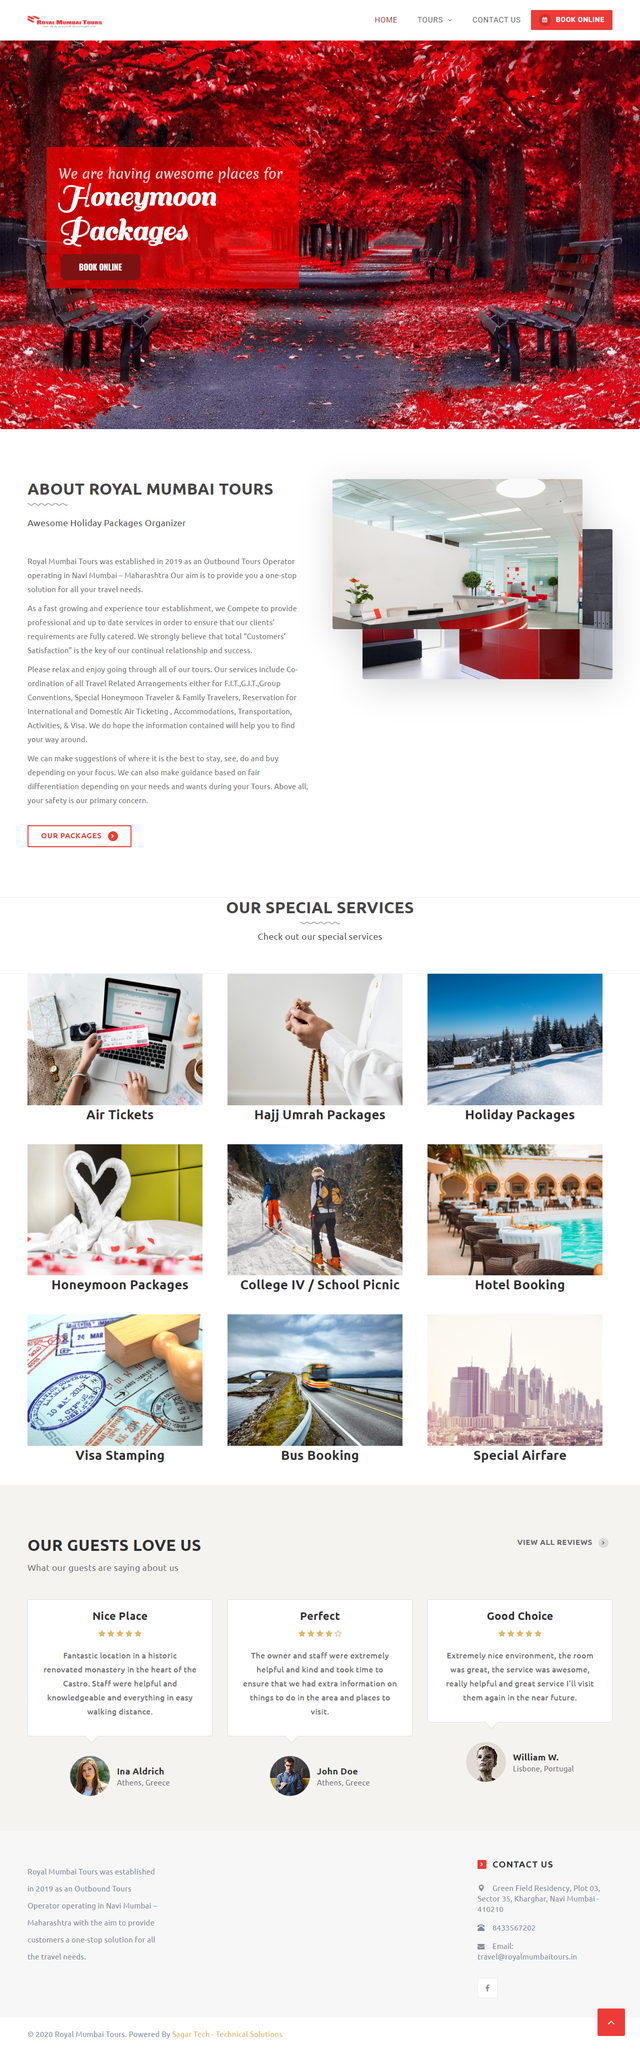 ROYAL MUMBAI TOURS
HOME
TOURS
CONTACT US
BOOK ONLINE
We are having awesome places for
Honeymoon
Packages
BOOK ONLINE
ABOUT ROYAL MUMBAI TOURS
Awesome Holiday Packages Organizer
Royal Mumbai Tours was established in 2019 as an Outbound Tours Operator
operating in Navi Mumbai – Maharashtra Our aim is to provide you a one-stop
solution for all your travel needs.
As a fast growing and experience tour establishment, we Compete to provide
professional and up to date services in order to ensure that our clients'
requirements are fully catered. We strongly believe that total "Customers'
Satisfaction" is the key of our continual relationship and success.
Please relax and enjoy going through all of our tours. Our services include Co-
ordination of all Travel Related Arrangements either for F.I.T.,G.I.T.,Group
Conventions, Special Honeymoon Traveler & Family Travelers, Reservation for
International and Domestic Air Ticketing , Accommodations, Transportation,
Activities, & Visa. We do hope the information contained will help you to find
your way around.
We can make suggestions of where it is the best to stay, see, do and buy
depending on your focus. We can also make guidance based on fair
differentiation depending on your needs and wants during your Tours. Above all,
your safety is our primary concern.
OUR PACKAGES
OUR SPECIAL SERVICES
Check out our special services
Air Tickets
Hajj Umrah Packages
Holiday Packages
Honeymoon Packages
College IV / School Picnic
Hotel Booking
Visa Stamping
Bus Booking
Special Airfare
OUR GUESTS LOVE US
What our guests are saying about us
VIEW ALL REVIEWS
Nice Place
Fantastic location in a historic
renovated monastery in the heart of the
Castro. Staff were helpful and
knowledgeable and everything in easy
walking distance.
Ina Aldrich
Athens, Greece
Perfect
The owner and staff were extremely
helpful and kind and took time to
ensure that we had extra information on
things to do in the area and places to
visit.
John Doe
Athens, Greece
Good Choice
Extremely nice environment, the room
was great, the service was awesome,
really helpful and great service I'll visit
them again in the near future.
William W.
Lisbone, Portugal
Royal Mumbai Tours was established
in 2019 as an Outbound Tours
Operator operating in Navi Mumbai –
Maharashtra with the aim to provide
customers a one-stop solution for all
the travel needs.
CONTACT US
Green Field Residency, Plot 03,
Sector 35, Kharghar, Navi Mumbai -
410210
8433567202
Email:
travel@royalmumbaitours.in
© 2020 Royal Mumbai Tours. Powered By Sagar Tech - Technical Solutions